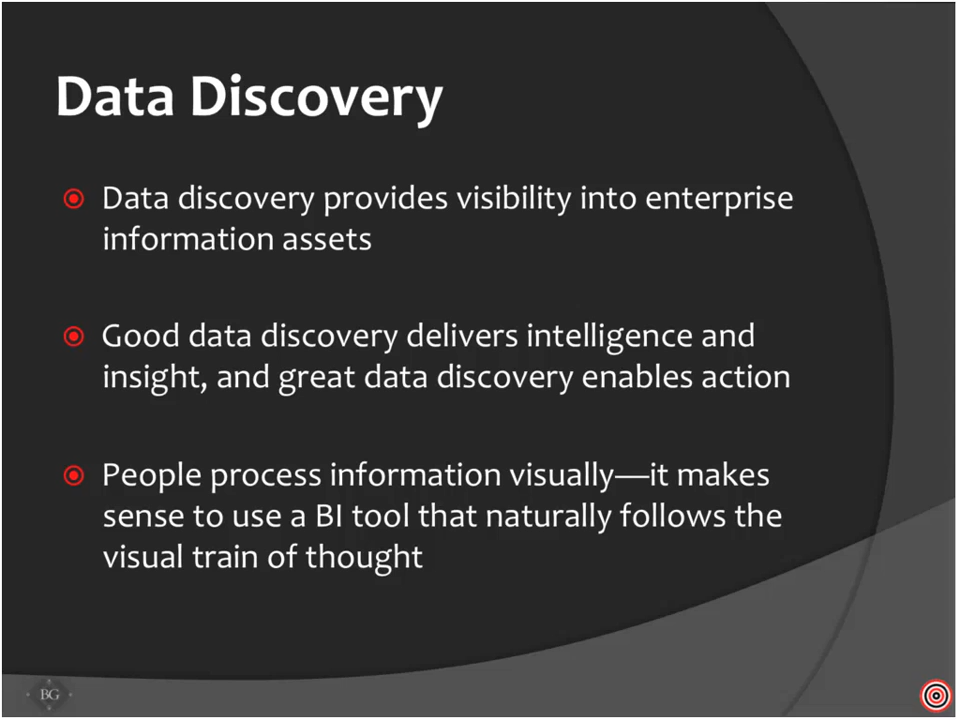 Data Discovery
Data discovery provides visibility into enterprise
information assets
Good data discovery delivers intelligence and
insight, and great data discovery enables action
People process information visually—it makes
sense to use a BI tool that naturally follows the
visual train of thought
BG